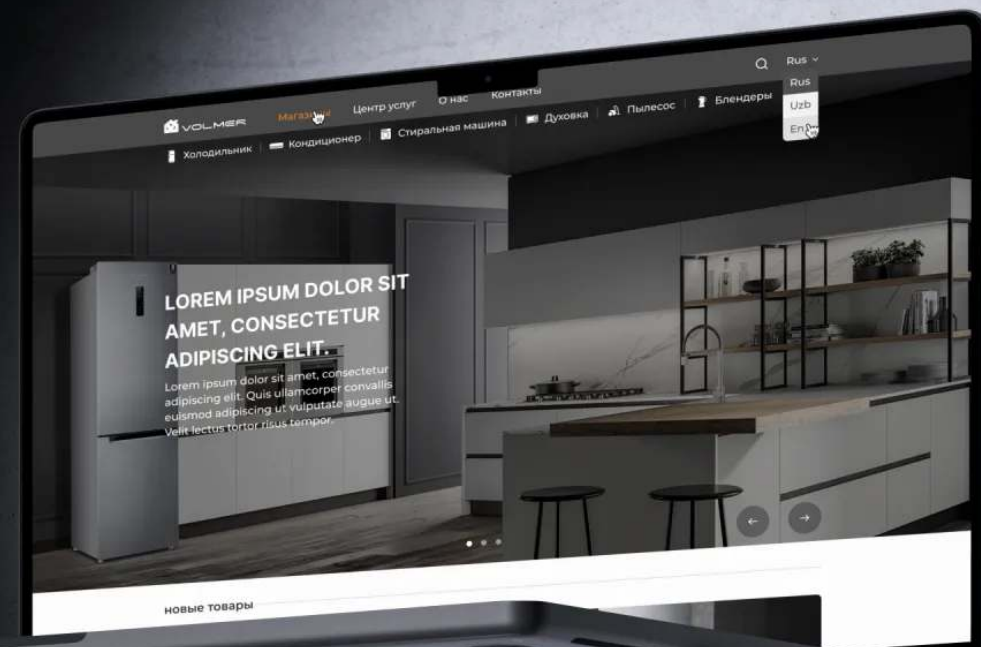 VOLMER
Магазины Центр услуг О нас Контакты
Rus
Rus
Uzb
En
Холодильник Кондиционер Стиральная машина Духовка Пылесос Блендеры
LOREM IPSUM DOLOR SIT
AMET, CONSECTETUR
ADIPISCING ELIT.
Lorem ipsum dolor sit amet, consectetur
adipiscing elit. Quis ullamcorper convallis
euismod adipiscing ut vulputate augue ut.
Velit lectus tortor risus tempor.
новые товары